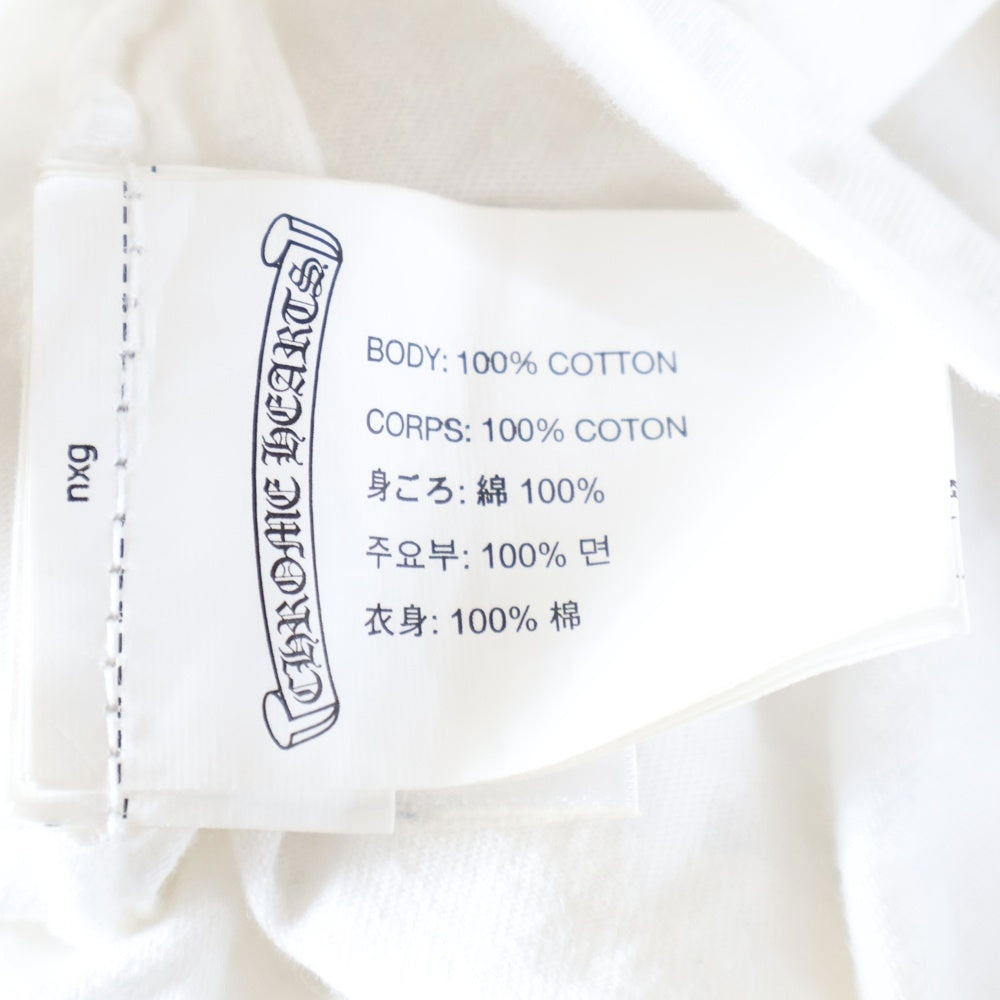 nxg
CHROME HEARTS
BODY: 100% COTTON
CORPS: 100% COTON
身ごろ: 綿 100%
주요부: 100% 면
衣身: 100% 棉